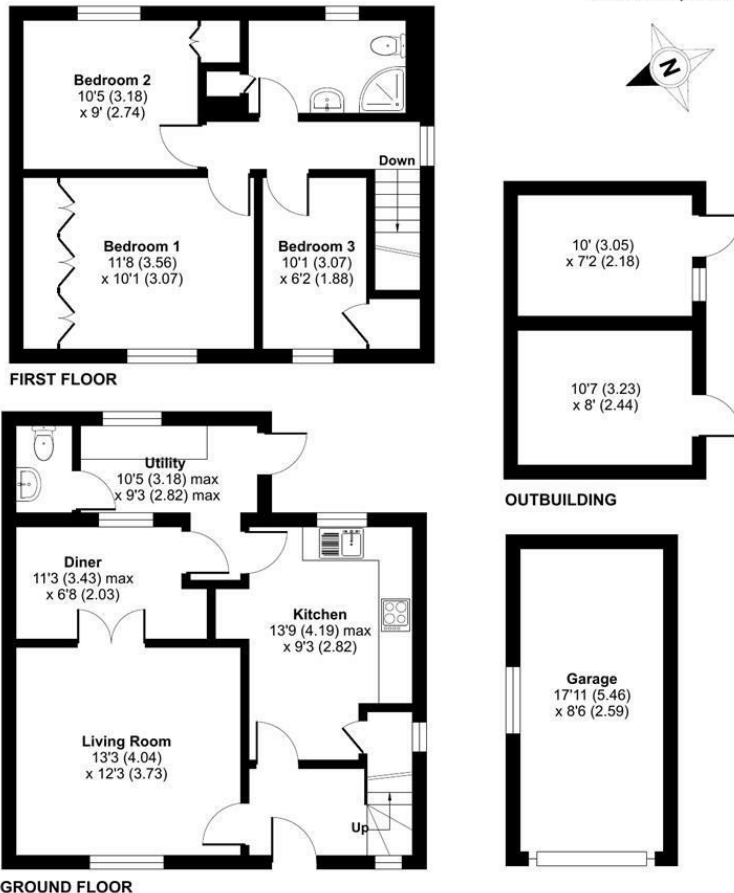 Bedroom 2
10'5 (3.18)
x 9' (2.74)
Down
Bedroom 1
11'8 (3.56)
x 10'1 (3.07)
Bedroom 3
10'1 (3.07)
x 6'2 (1.88)
FIRST FLOOR
N
10' (3.05)
x 7'2 (2.18)
10'7 (3.23)
x 8' (2.44)
OUTBUILDING
Utility
10'5 (3.18) max
x 9'3 (2.82) max
Diner
11'3 (3.43) max
x 6'8 (2.03)
Kitchen
13'9 (4.19) max
x 9'3 (2.82)
Living Room
13'3 (4.04)
x 12'3 (3.73)
Up
GROUND FLOOR
Garage
17'11 (5.46)
x 8'6 (2.59)